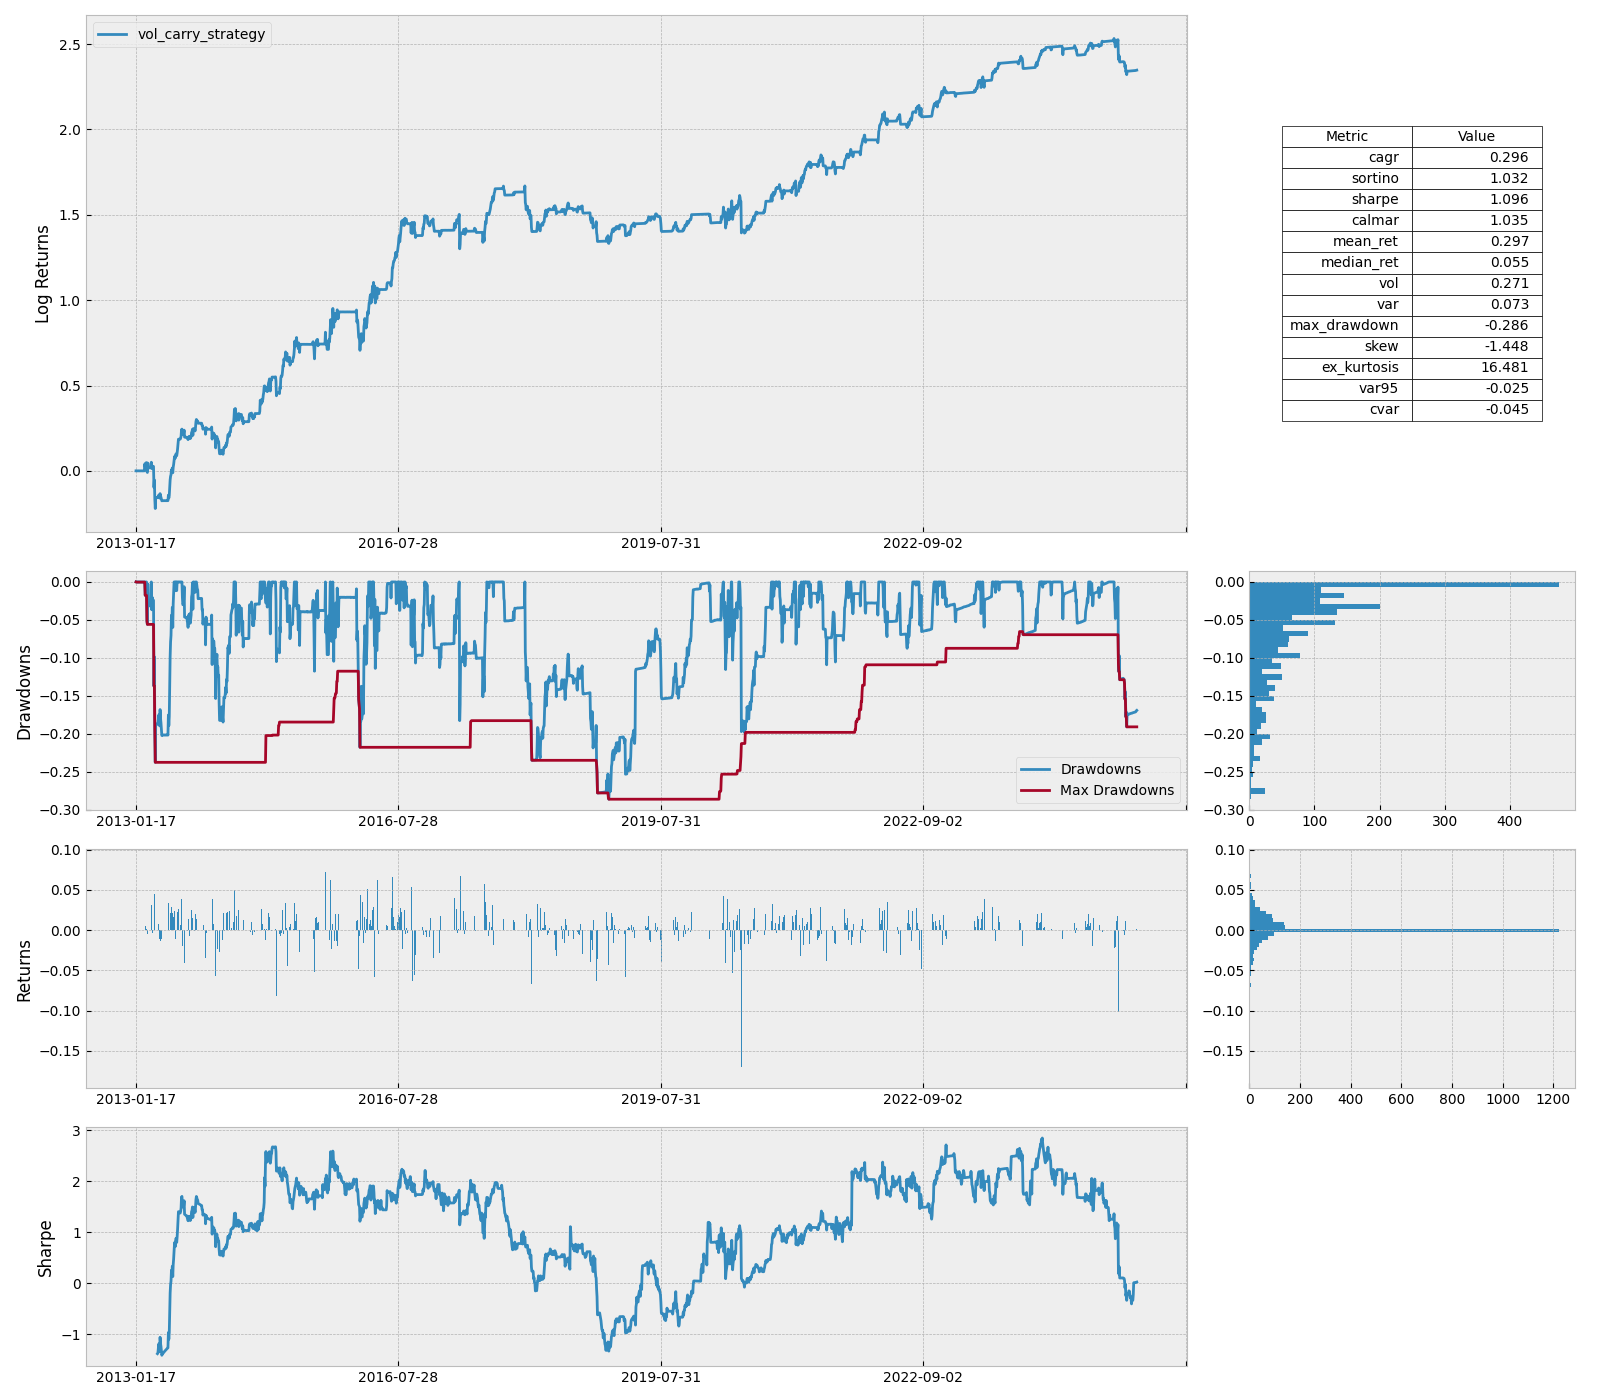 vol_carry_strategy
Log Returns
2.5
2.0
1.5
1.0
0.5
0.0
2013-01-17 2016-07-28 2019-07-31 2022-09-02
Metric Value
cagr 0.296
sortino 1.032
sharpe 1.096
calmar 1.035
mean_ret 0.297
median_ret 0.055
vol 0.271
var 0.073
max_drawdown -0.286
skew -1.448
ex_kurtosis 16.481
var95 -0.025
cvar -0.045
Drawdowns
0.00
−0.05
−0.10
−0.15
−0.20
−0.25
−0.30
Drawdowns
Max Drawdowns
2013-01-17 2016-07-28 2019-07-31 2022-09-02
0.00
−0.05
−0.10
−0.15
−0.20
−0.25
−0.30
0 100 200 300 400
Returns
0.10
0.05
0.00
−0.05
−0.10
−0.15
2013-01-17 2016-07-28 2019-07-31 2022-09-02
0.10
0.05
0.00
−0.05
−0.10
−0.15
0 200 400 600 800 1000 1200
Sharpe
3
2
1
0
−1
2013-01-17 2016-07-28 2019-07-31 2022-09-02